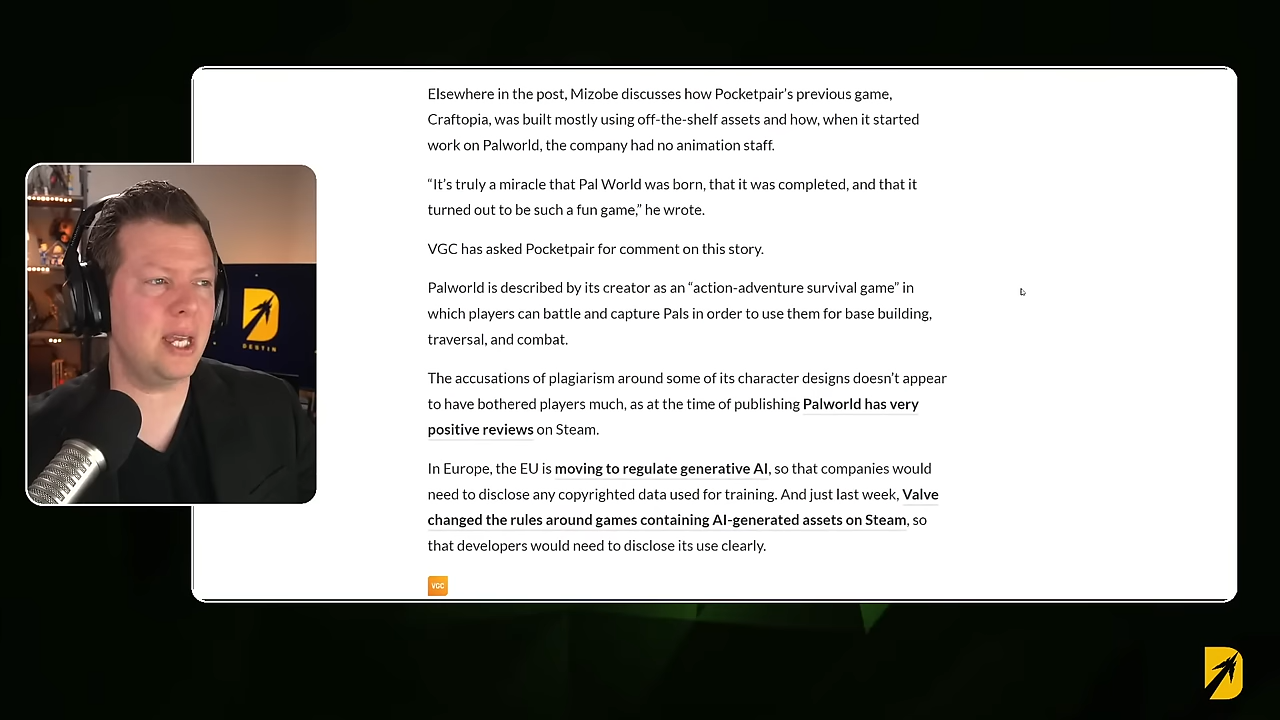 Elsewhere in the post, Mizobe discusses how Pocketpair’s previous game,
Craftopia, was built mostly using off-the-shelf assets and how, when it started
work on Palworld, the company had no animation staff.
“It’s truly a miracle that Pal World was born, that it was completed, and that it
turned out to be such a fun game,” he wrote.
VGC has asked Pocketpair for comment on this story.
Palworld is described by its creator as an “action-adventure survival game” in
which players can battle and capture Pals in order to use them for base building,
traversal, and combat.
The accusations of plagiarism around some of its character designs doesn’t appear
to have bothered players much, as at the time of publishing Palworld has very
positive reviews on Steam.
In Europe, the EU is moving to regulate generative AI, so that companies would
need to disclose any copyrighted data used for training. And just last week, Valve
changed the rules around games containing AI-generated assets on Steam, so
that developers would need to disclose its use clearly.
VGC
DESTIN